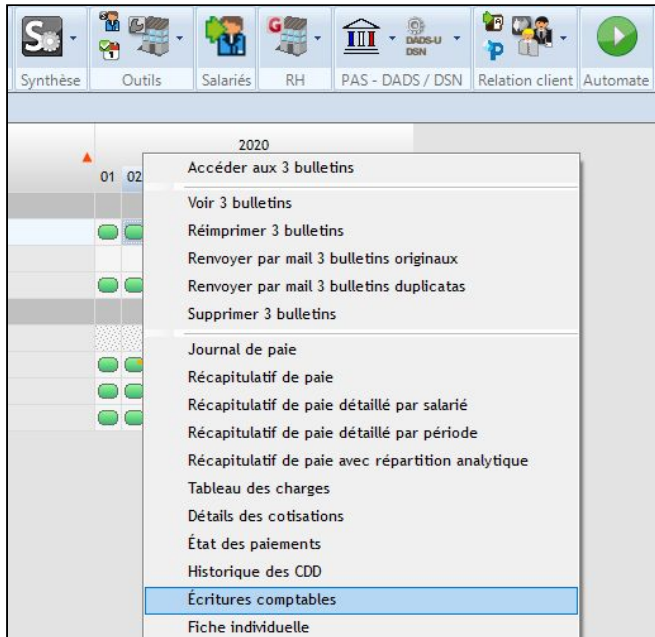 S
G
DADS-U
DSN
P
Synthèse Outils Salariés RH PAS - DADS / DSN Relation client Automate
2020
01 02
Accéder aux 3 bulletins
Voir 3 bulletins
Réimprimer 3 bulletins
Renvoyer par mail 3 bulletins originaux
Renvoyer par mail 3 bulletins duplicatas
Supprimer 3 bulletins
Journal de paie
Récapitulatif de paie
Récapitulatif de paie détaillé par salarié
Récapitulatif de paie détaillé par période
Récapitulatif de paie avec répartition analytique
Tableau des charges
Détails des cotisations
État des paiements
Historique des CDD
Écritures comptables
Fiche individuelle